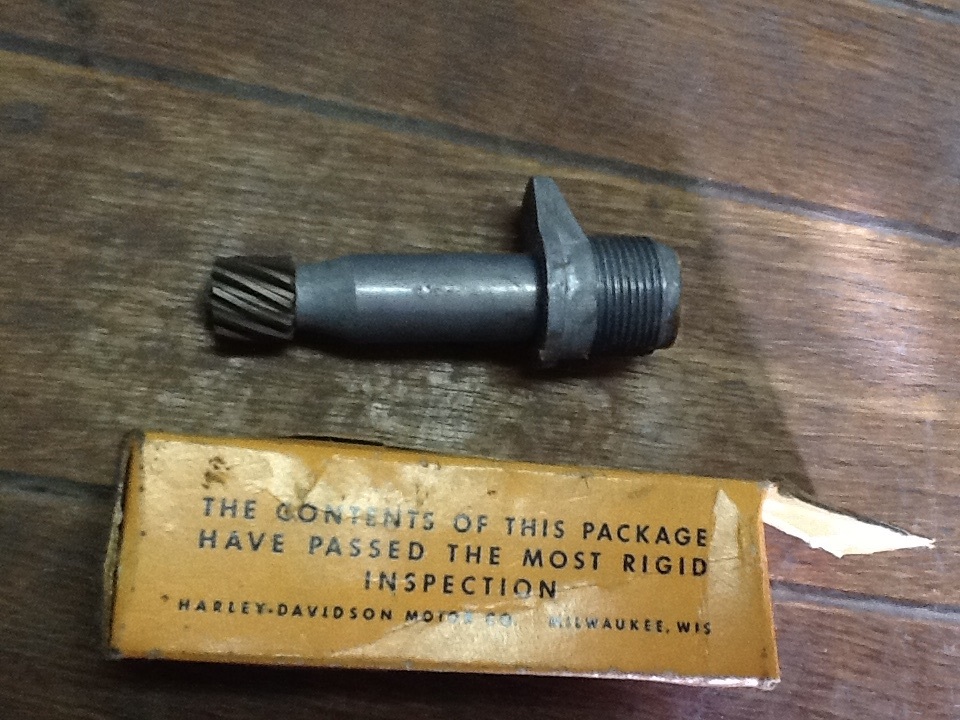 THE CONTENTS OF THIS PACKAGE
HAVE PASSED THE MOST RIGID
INSPECTION
HARLEY-DAVIDSON MOTOR CO. MILWAUKEE, WIS